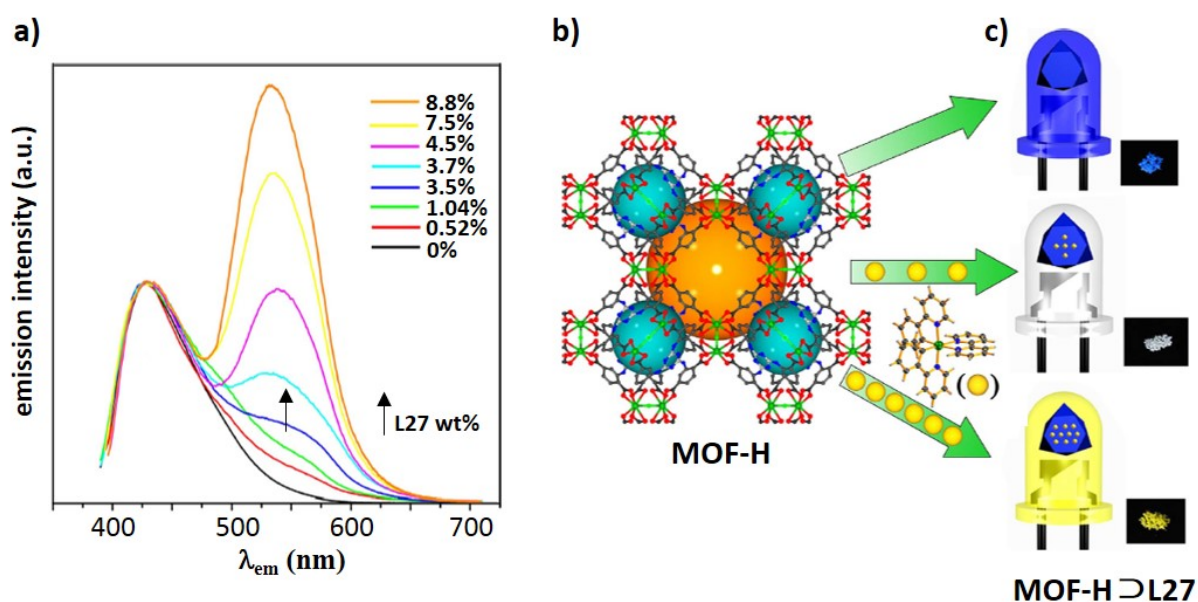 a)
b)
c)
emission intensity (a.u.)
8.8%
7.5%
4.5%
3.7%
3.5%
1.04%
0.52%
0%
L27 wt%
400 500 600 700
λem (nm)
MOF-H
( )
MOF-H ⊃ L27